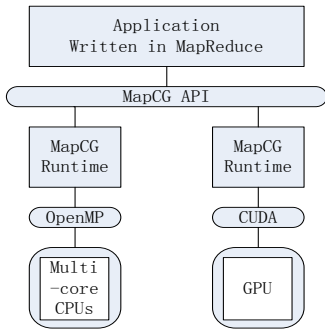 Application
Written in MapReduce
MapCG API
MapCG
Runtime
MapCG
Runtime
OpenMP
CUDA
Multi
-core
CPUs
GPU